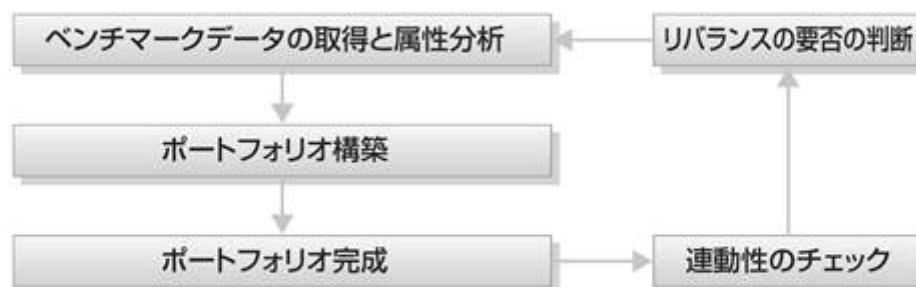 ベンチマークデータの取得と属性分析
リバランスの要否の判断
ポートフォリオ構築
ポートフォリオ完成
連動性のチェック